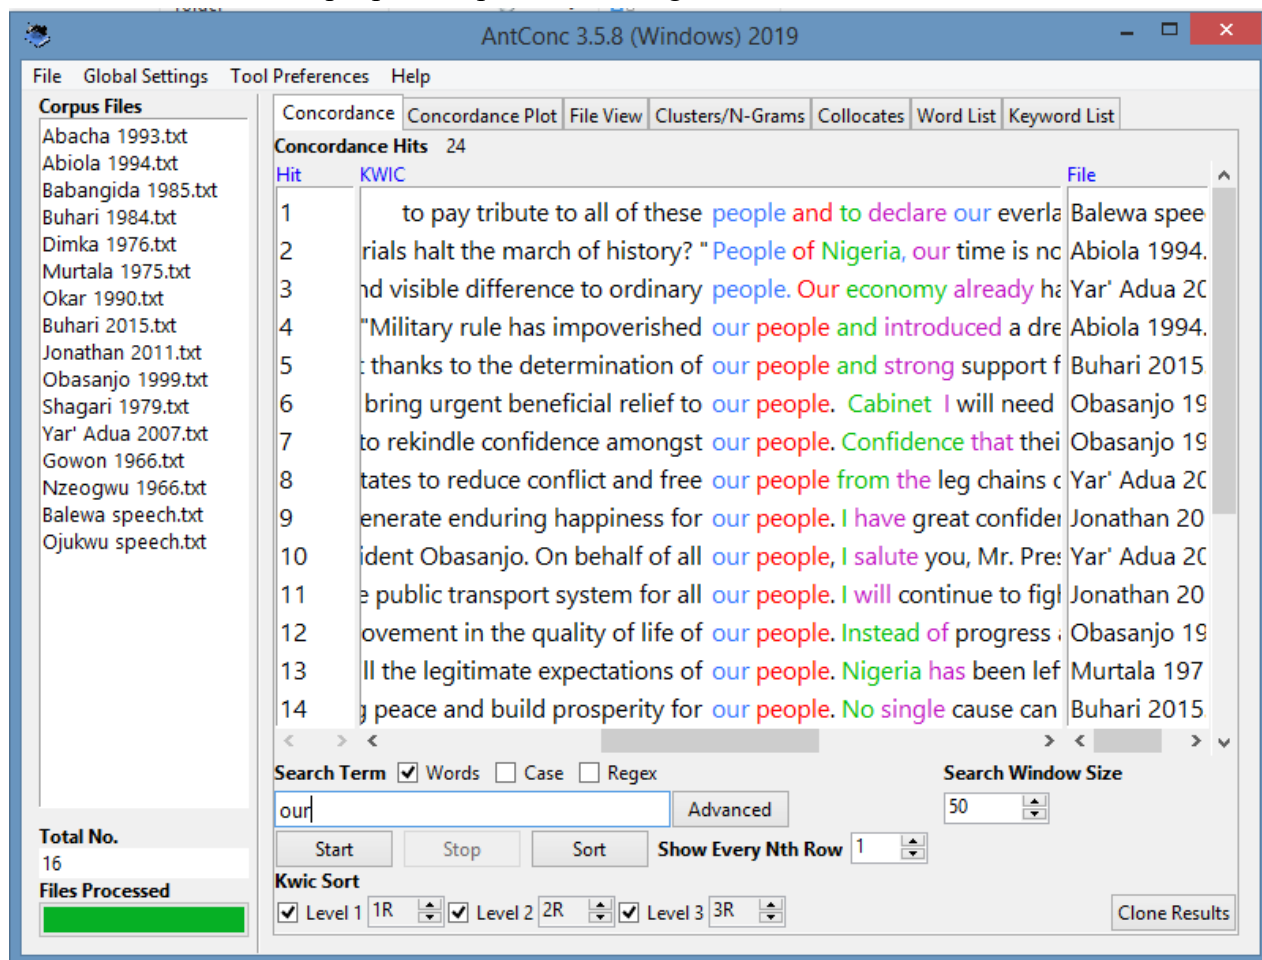 AntConc 3.5.8 (Windows) 2019
File Global Settings Tool Preferences Help
Corpus Files
Abacha 1993.txt
Abiola 1994.txt
Babangida 1985.txt
Buhari 1984.txt
Dimka 1976.txt
Murtala 1975.txt
Okar 1990.txt
Buhari 2015.txt
Jonathan 2011.txt
Obasanjo 1999.txt
Shagari 1979.txt
Yar' Adua 2007.txt
Gowon 1966.txt
Nzeogwu 1966.txt
Balewa speech.txt
Ojukwu speech.txt
Total No.
16
Files Processed
Concordance Concordance Plot File View Clusters/N-Grams Collocates Word List Keyword List
Concordance Hits 24
Hit KWIC File
1 to pay tribute to all of these people and to declare our everla Balewa spee
2 rials halt the march of history? "People of Nigeria, our time is no Abiola 1994.
3 nd visible difference to ordinary people. Our economy already ha Yar' Adua 20
4 "Military rule has impoverished our people and introduced a dre Abiola 1994.
5 t thanks to the determination of our people and strong support f Buhari 2015.
6 bring urgent beneficial relief to our people. Cabinet I will need Obasanjo 19
7 to rekindle confidence amongst our people. Confidence that thei Obasanjo 19
8 tates to reduce conflict and free our people from the leg chains o Yar' Adua 20
9 enerate enduring happiness for our people. I have great confider Jonathan 20
10 ident Obasanjo. On behalf of all our people, I salute you, Mr. Pres Yar' Adua 20
11 e public transport system for all our people. I will continue to figh Jonathan 20
12 ovement in the quality of life of our people. Instead of progress Obasanjo 19
13 ll the legitimate expectations of our people. Nigeria has been lef Murtala 197
14 g peace and build prosperity for our people. No single cause can Buhari 2015.
Search Term Words Case Regex Search Window Size
our Advanced 50
Start Stop Sort Show Every Nth Row 1
Kwic Sort
Level 1 1R Level 2 2R Level 3 3R Clone Results